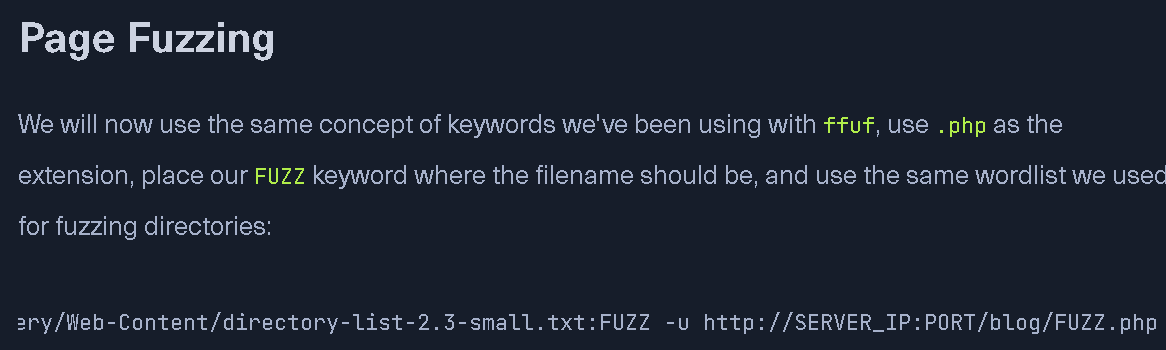 Page Fuzzing
We will now use the same concept of keywords we've been using with ffuf, use .php as the
extension, place our FUZZ keyword where the filename should be, and use the same wordlist we used
for fuzzing directories:
ery/Web-Content/directory-list-2.3-small.txt:FUZZ -u http://SERVER_IP:PORT/blog/FUZZ.php